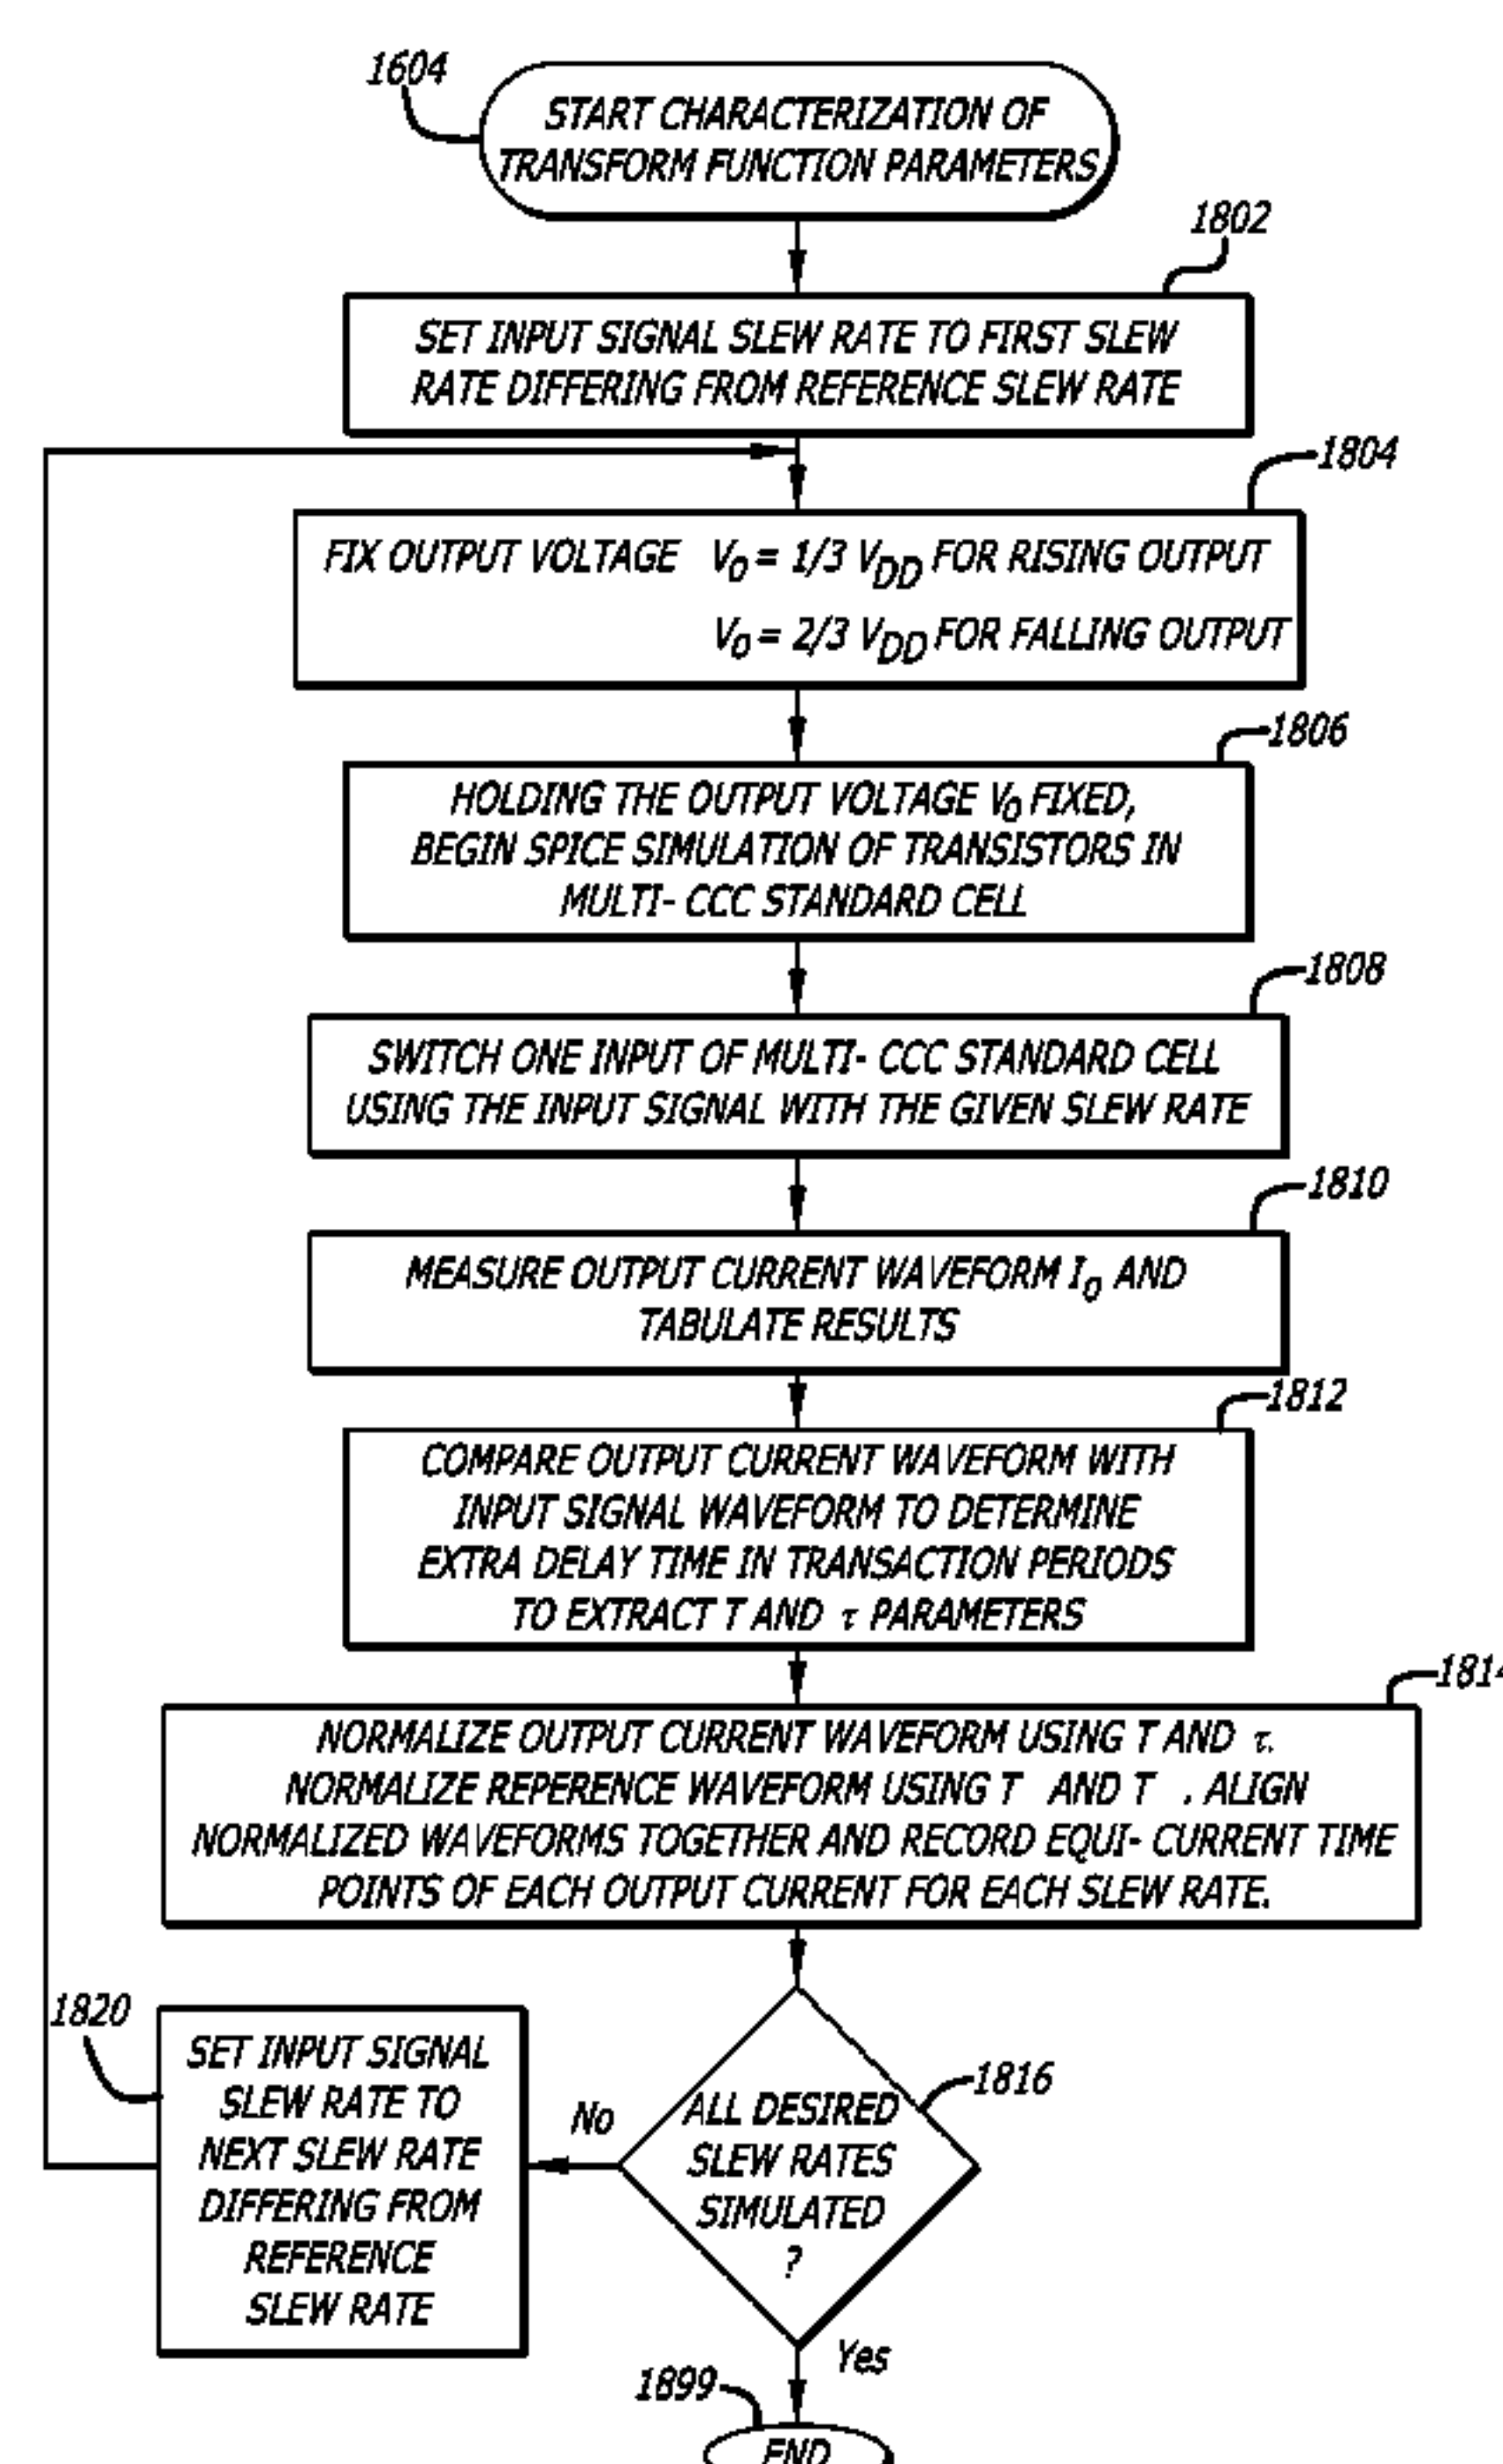 1604
START CHARACTERIZATION OF
TRANSFORM FUNCTION PARAMETERS
1802
SET INPUT SIGNAL SLEW RATE TO FIRST SLEW
RATE DIFFERING FROM REFERENCE SLEW RATE
1804
FIX OUTPUT VOLTAGE V0 = 1/3 VDD FOR RISING OUTPUT
V0 = 2/3 VDD FOR FALLING OUTPUT
1806
HOLDING THE OUTPUT VOLTAGE V0 FIXED,
BEGIN SPICE SIMULATION OF TRANSISTORS IN
MULTI- CCC STANDARD CELL
1808
SWITCH ONE INPUT OF MULTI- CCC STANDARD CELL
USING THE INPUT SIGNAL WITH THE GIVEN SLEW RATE
1810
MEASURE OUTPUT CURRENT WAVEFORM I0 AND
TABULATE RESULTS
1812
COMPARE OUTPUT CURRENT WAVEFORM WITH
INPUT SIGNAL WAVEFORM TO DETERMINE
EXTRA DELAY TIME IN TRANSACTION PERIODS
TO EXTRACT T AND τ PARAMETERS
NORMALIZE OUTPUT CURRENT WAVEFORM USING T AND τ.
NORMALIZE REPERENCE WAVEFORM USING T AND T . ALIGN
NORMALIZED WAVEFORMS TOGETHER AND RECORD EQUI- CURRENT TIME
POINTS OF EACH OUTPUT CURRENT FOR EACH SLEW RATE.
1820
SET INPUT SIGNAL
SLEW RATE TO
NEXT SLEW RATE
DIFFERING FROM
REFERENCE
SLEW RATE
No
1816
ALL DESIRED
SLEW RATES
SIMULATED
?
Yes
1899
END